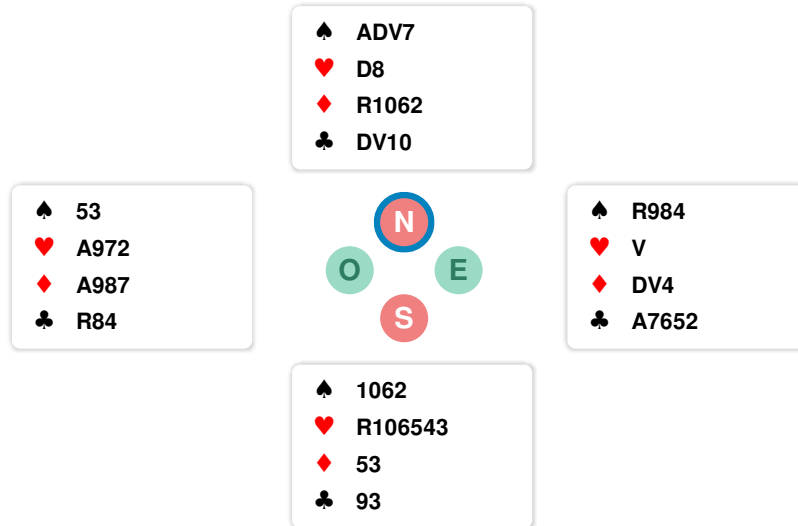 ♠ ADV7
♥ D8
♦ R1062
♣ DV10
♠ 53
♥ A972
♦ A987
♣ R84
N
O E
S
♠ R984
♥ V
♦ DV4
♣ A7652
♠ 1062
♥ R106543
♦ 53
♣ 93